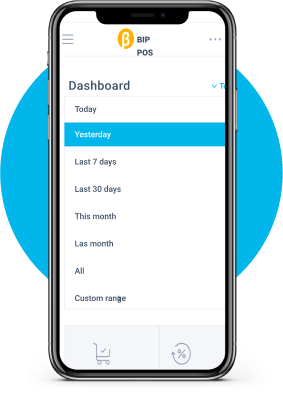 BIP
POS
Dashboard
Today
Yesterday
Last 7 days
Last 30 days
This month
Las month
All
Custom range